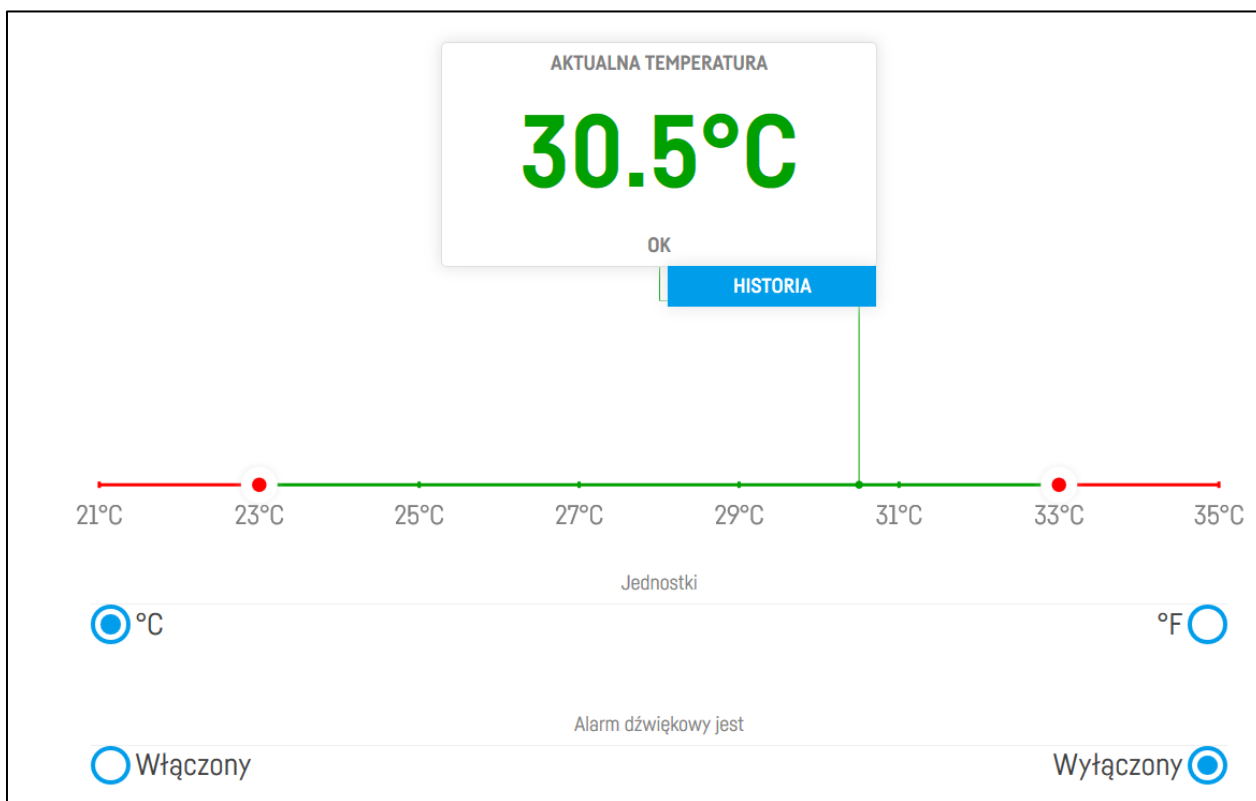 AKTUALNA TEMPERATURA
30.5°C
OK
HISTORIA
21°C 23°C 25°C 27°C 29°C 31°C 33°C 35°C
Jednostki
°C °F
Alarm dźwiękowy jest
Włączony Wyłączony